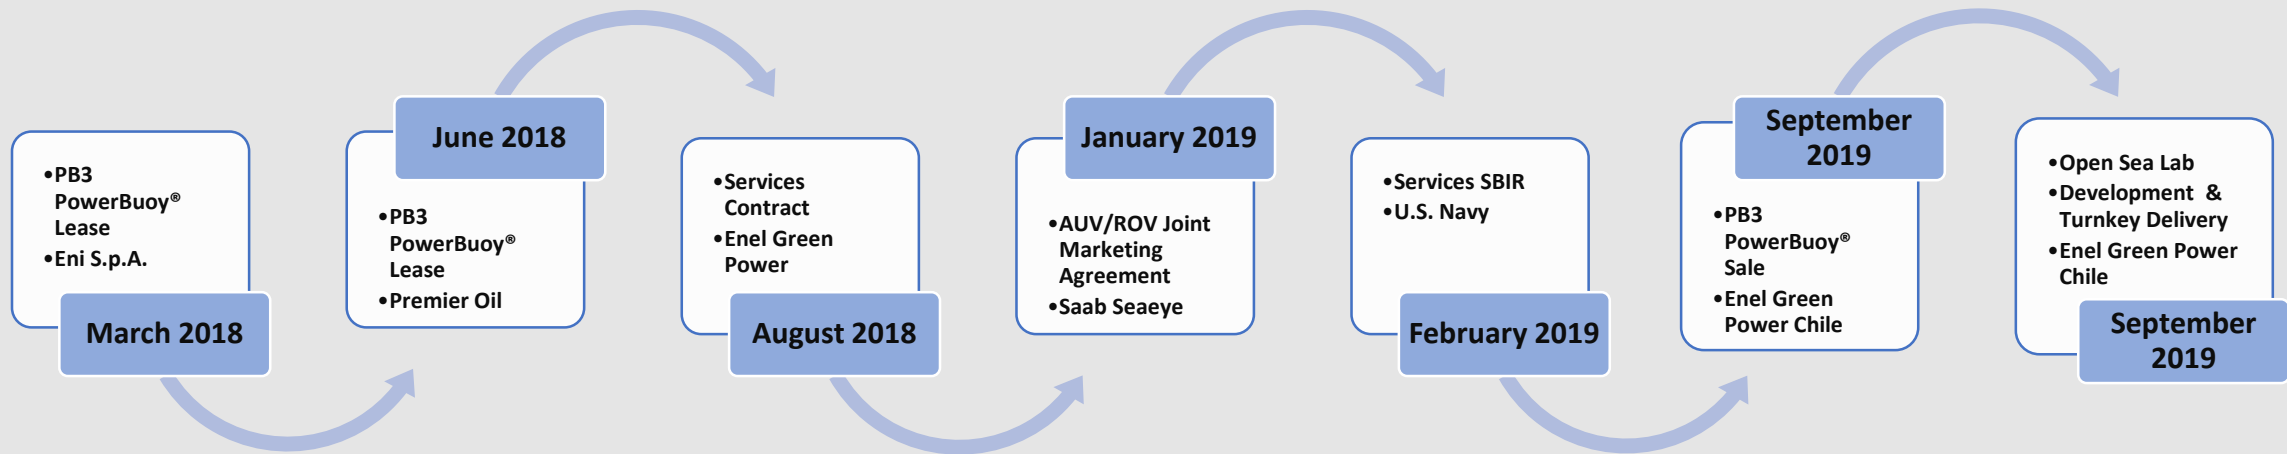 •PB3
PowerBuoy®
Lease
•Eni S.p.A.
March 2018
June 2018
•PB3
PowerBuoy®
Lease
•Premier Oil
•Services
Contract
•Enel Green
Power
August 2018
January 2019
•AUV/ROV Joint
Marketing
Agreement
•Saab Seaeye
•Services SBIR
•U.S. Navy
February 2019
September
2019
•PB3
PowerBuoy®
Sale
•Enel Green
Power Chile
•Open Sea Lab
•Development &
Turnkey Delivery
•Enel Green Power
Chile
September
2019